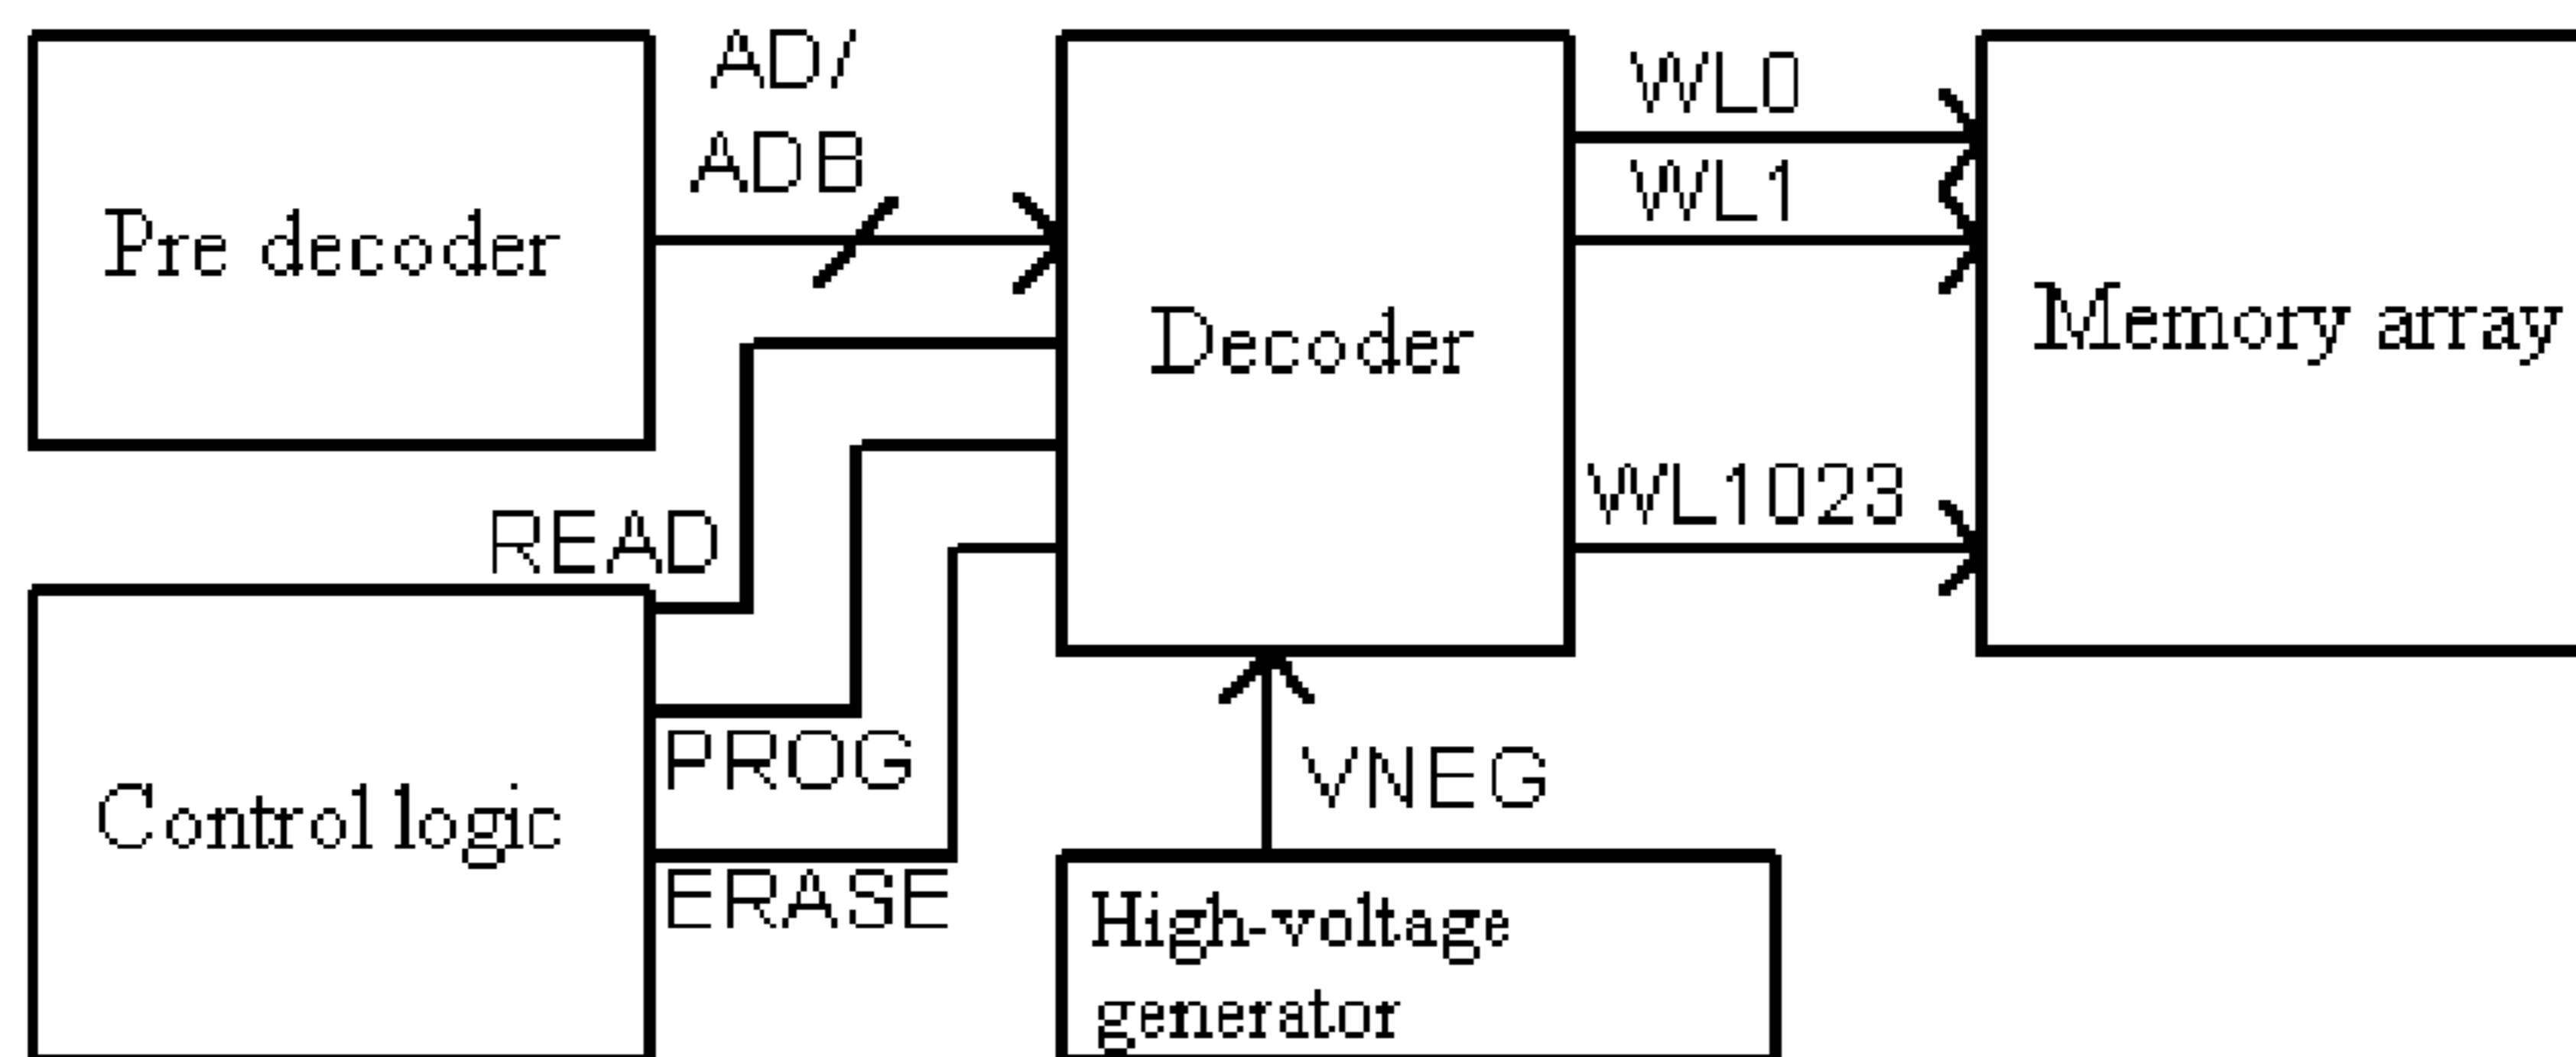 AD/
ADB
Pre decoder
WL0
WL1
Decoder
Memory array
READ
WL1023
PROG
VNEG
Control logic
ERASE
High-voltage
generator